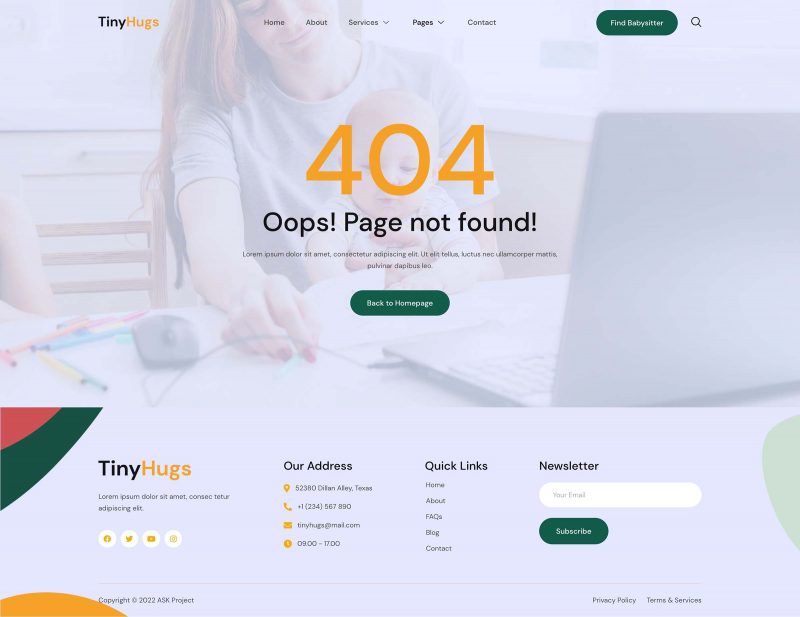 TinyHugs
Home
About
Services
Pages
Contact
Find Babysitter
404
Oops! Page not found!
Lorem ipsum dolor sit amet, consectetur adipiscing elit. Ut elit tellus, luctus nec ullamcorper mattis,
pulvinar dapibus leo.
Back to Homepage
TinyHugs
Lorem ipsum dolor sit amet, consec tetur
adipiscing elit.
Our Address
52380 Dillan Alley, Texas
+1 (234) 567 890
tinyhugs@mail.com
09.00 - 17.00
Quick Links
Home
About
FAQs
Blog
Contact
Newsletter
Your Email
Subscribe
Copyright © 2022 ASK Project
Privacy Policy
Terms & Services